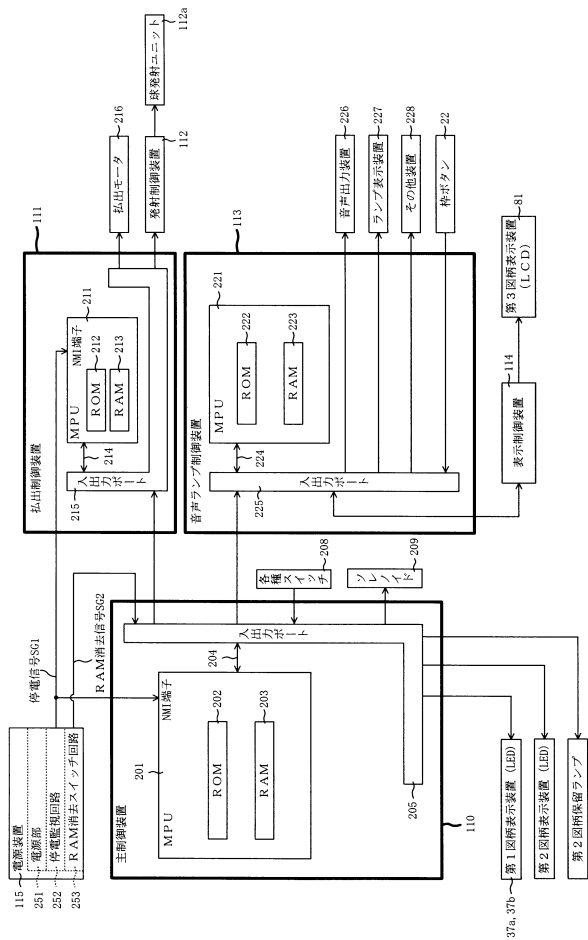 115
電源装置
251
電源部
252
停電監視回路
253
RAM消去スイッチ回路
停電信号SG1
RAM消去信号SG2
払出制御装置
111
211
NMI端子
212
ROM
213
RAM
MPU
214
215
入出力ポート
216
払出モータ
112
発射制御装置
112a
球発射ユニット
主制御装置
110
201
NMI端子
202
ROM
203
RAM
MPU
204
入出力ポート
205
208
各種スイッチ
209
ソレノイド
音声ランプ制御装置
113
221
222
ROM
223
RAM
MPU
224
225
入出力ポート
226
音声出力装置
227
ランプ表示装置
228
その他装置
22
枠ボタン
114
表示制御装置
81
第3図柄表示装置
(LCD)
37a, 37b
第1図柄表示装置(LED)
第2図柄表示装置(LED)
第2図柄保留ランプ